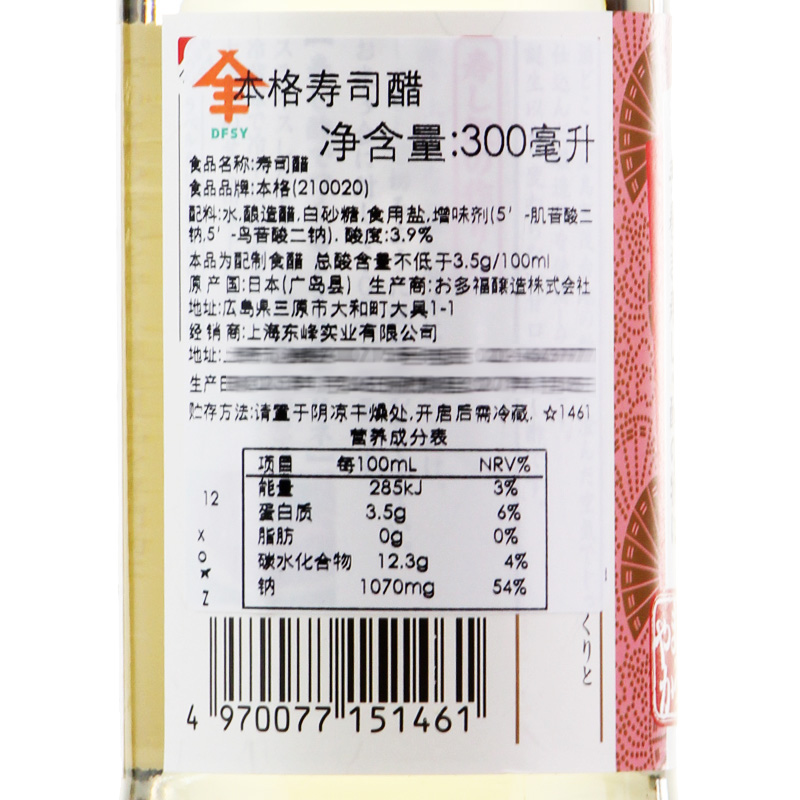 DFSY
本格寿司醋
净含量:300毫升
食品名称:寿司醋
食品品牌:本格(210020)
配料:水,酿造醋,白砂糖,食用盐,增味剂(5'-肌苷酸二
钠,5'-鸟苷酸二钠). 酸度:3.9%
本品为配制食醋 总酸含量不低于3.5g/100ml
原产国:日本(广岛县) 生产商:お多福醸造株式会社
地址:広島県三原市大和町大具1-1
经销商:上海东峰实业有限公司
地址:
生产日
贮存方法:请置于阴凉干燥处,开启后需冷藏. ☆1461
营养成分表
项目 每100mL NRV%
能量 285kJ 3%
蛋白质 3.5g 6%
脂肪 0g 0%
碳水化合物 12.3g 4%
钠 1070mg 54%
12
くりと
4 970077 151461